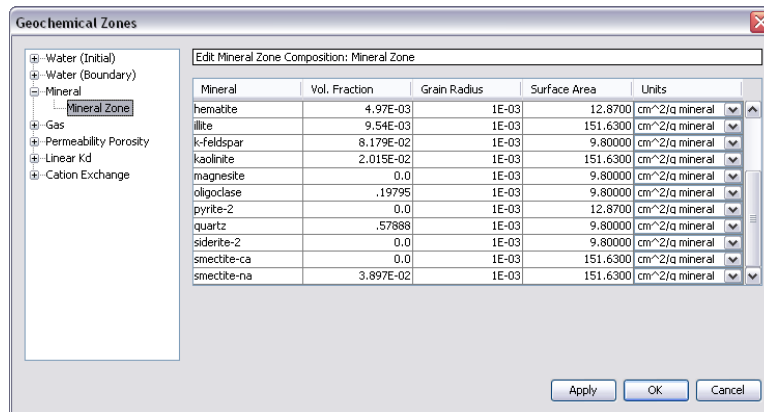 Geochemical Zones
Water (Initial)
Water (Boundary)
Mineral
Mineral Zone
Gas
Permeability Porosity
Linear Kd
Cation Exchange
Edit Mineral Zone Composition: Mineral Zone
Mineral Vol. Fraction Grain Radius Surface Area Units
hematite 4.97E-03 1E-03 12.8700 cm^2/g mineral
illite 9.54E-03 1E-03 151.6300 cm^2/g mineral
k-feldspar 8.179E-02 1E-03 9.80000 cm^2/g mineral
kaolinite 2.015E-02 1E-03 151.6300 cm^2/g mineral
magnesite 0.0 1E-03 9.80000 cm^2/g mineral
oligoclase .19795 1E-03 9.80000 cm^2/g mineral
pyrite-2 0.0 1E-03 12.8700 cm^2/g mineral
quartz .57888 1E-03 9.80000 cm^2/g mineral
siderite-2 0.0 1E-03 9.80000 cm^2/g mineral
smectite-ca 0.0 1E-03 151.6300 cm^2/g mineral
smectite-na 3.897E-02 1E-03 151.6300 cm^2/g mineral
Apply OK Cancel